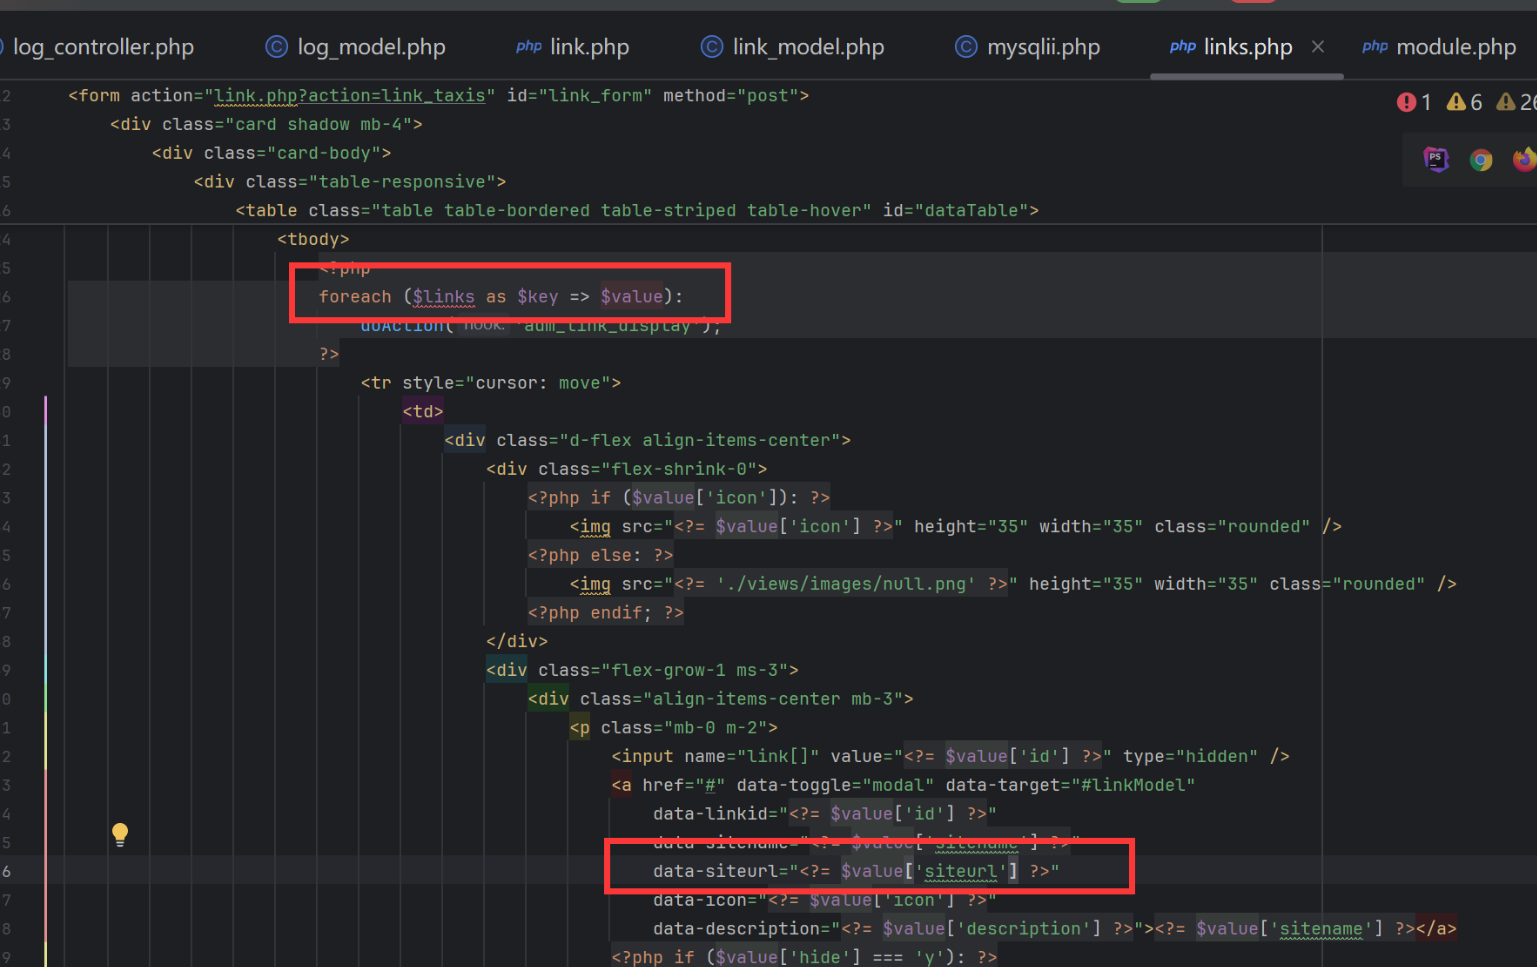 log_controller.php log_model.php php link.php link_model.php mysqlii.php php links.php × php module.php
2 <form action="link.php?action=link_taxis" id="link_form" method="post"> 1 6 26
3 <div class="card shadow mb-4">
4 <div class="card-body">
5 <div class="table-responsive">
6 <table class="table table-bordered table-striped table-hover" id="dataTable">
4 <tbody>
5 <?php
6 foreach ($links as $key => $value):
7 doAction( hook: 'adm_link_display');
8 ?>
9 <tr style="cursor: move">
0 <td>
1 <div class="d-flex align-items-center">
2 <div class="flex-shrink-0">
3 <?php if ($value['icon']): ?>
4 <img src="<?= $value['icon'] ?>" height="35" width="35" class="rounded" />
5 <?php else: ?>
6 <img src="<?= './views/images/null.png' ?>" height="35" width="35" class="rounded" />
7 <?php endif; ?>
8 </div>
9 <div class="flex-grow-1 ms-3">
0 <div class="align-items-center mb-3">
1 <p class="mb-0 m-2">
2 <input name="link[]" value="<?= $value['id'] ?>" type="hidden" />
3 <a href="#" data-toggle="modal" data-target="#linkModel"
4 data-linkid="<?= $value['id'] ?>"
5 data-sitename="<?= $value['sitename'] ?>"
6 data-siteurl="<?= $value['siteurl'] ?>"
7 data-icon="<?= $value['icon'] ?>"
8 data-description="<?= $value['description'] ?>"><?= $value['sitename'] ?></a>
9 <?php if ($value['hide'] === 'y'): ?>